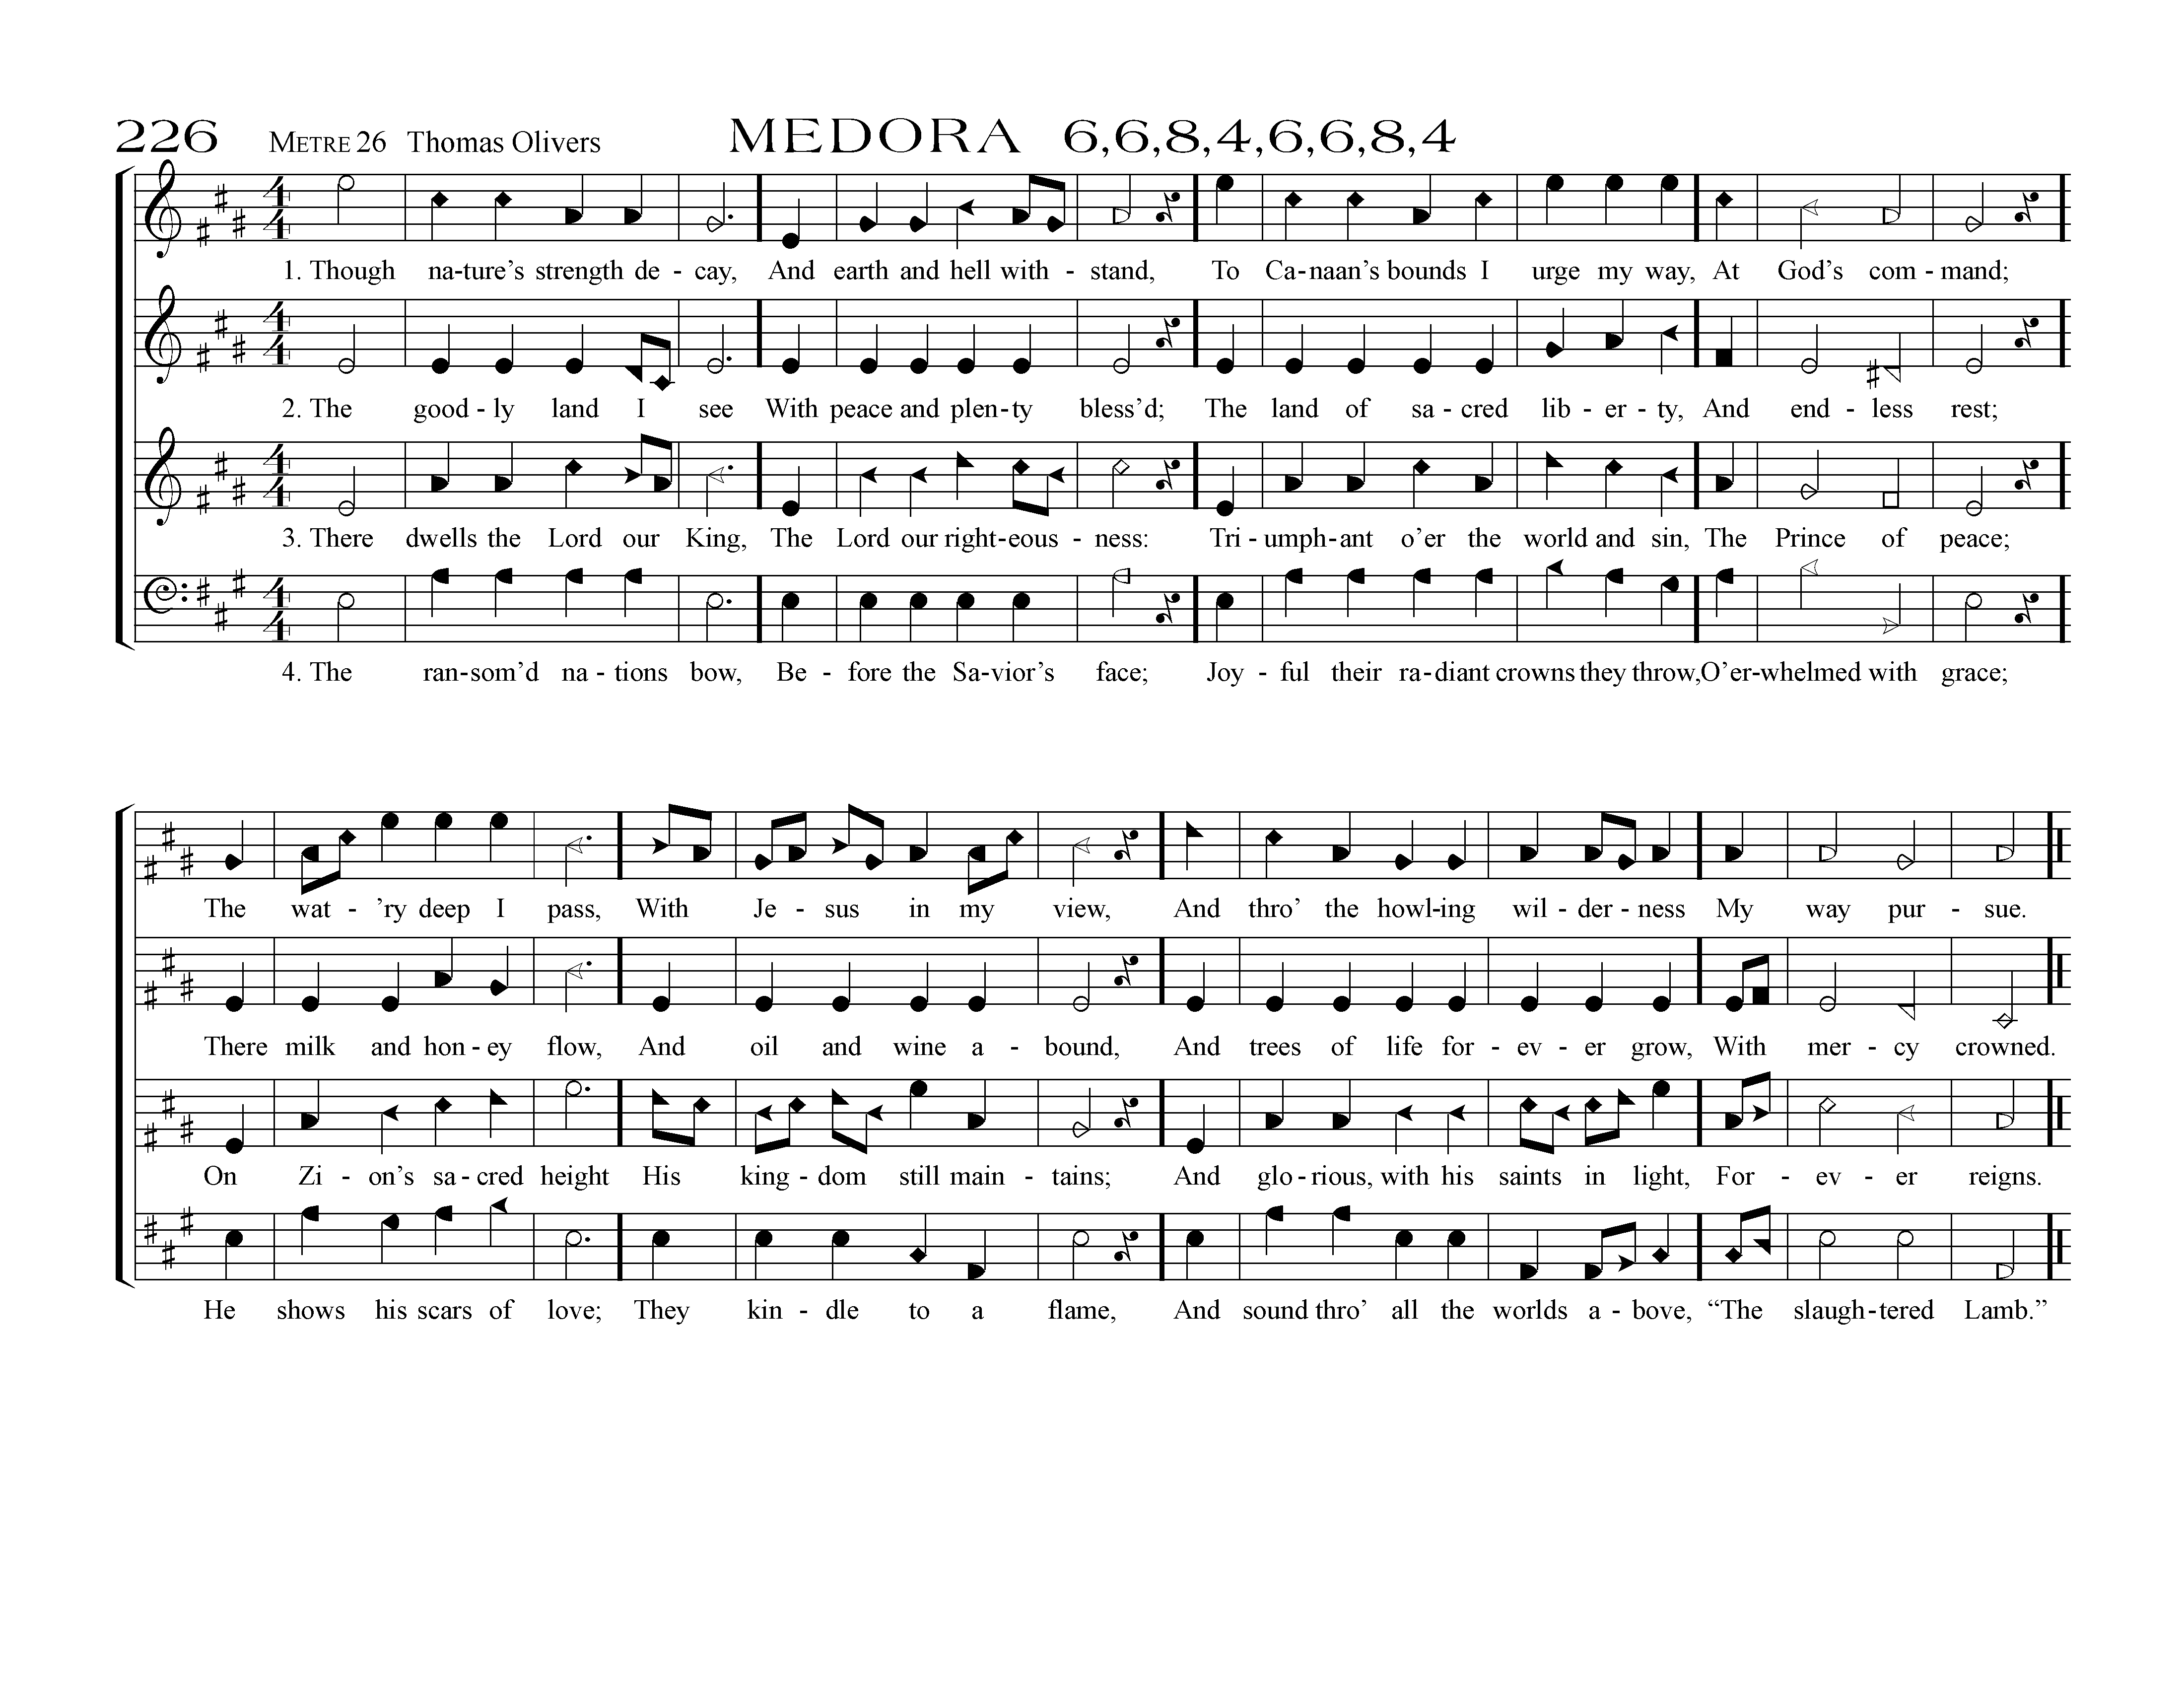 226 METRE 26 Thomas Olivers MEDORA 6,6,8,4,6,6,8,4
1. Though na-ture’s strength de - cay, And earth and hell with - stand, To Ca-naan’s bounds I urge my way, At God’s com - mand;
2. The good - ly land I see With peace and plen-ty bless’d; The land of sa - cred lib - er - ty, And end - less rest;
3. There dwells the Lord our King, The Lord our right-eous - ness: Tri - umph-ant o’er the world and sin, The Prince of peace;
4. The ran-som’d na - tions bow, Be - fore the Sa-vior’s face; Joy - ful their ra-diant crowns they throw, O’er-whelmed with grace;
The wat - ’ry deep I pass, With Je - sus in my view, And thro’ the howl-ing wil - der - ness My way pur - sue.
There milk and hon - ey flow, And oil and wine a - bound, And trees of life for - ev - er grow, With mer - cy crowned.
On Zi - on’s sa - cred height His king - dom still main - tains; And glo - rious, with his saints in light, For - ev - er reigns.
He shows his scars of love; They kin - dle to a flame, And sound thro’ all the worlds a - bove, “The slaugh-tered Lamb.”